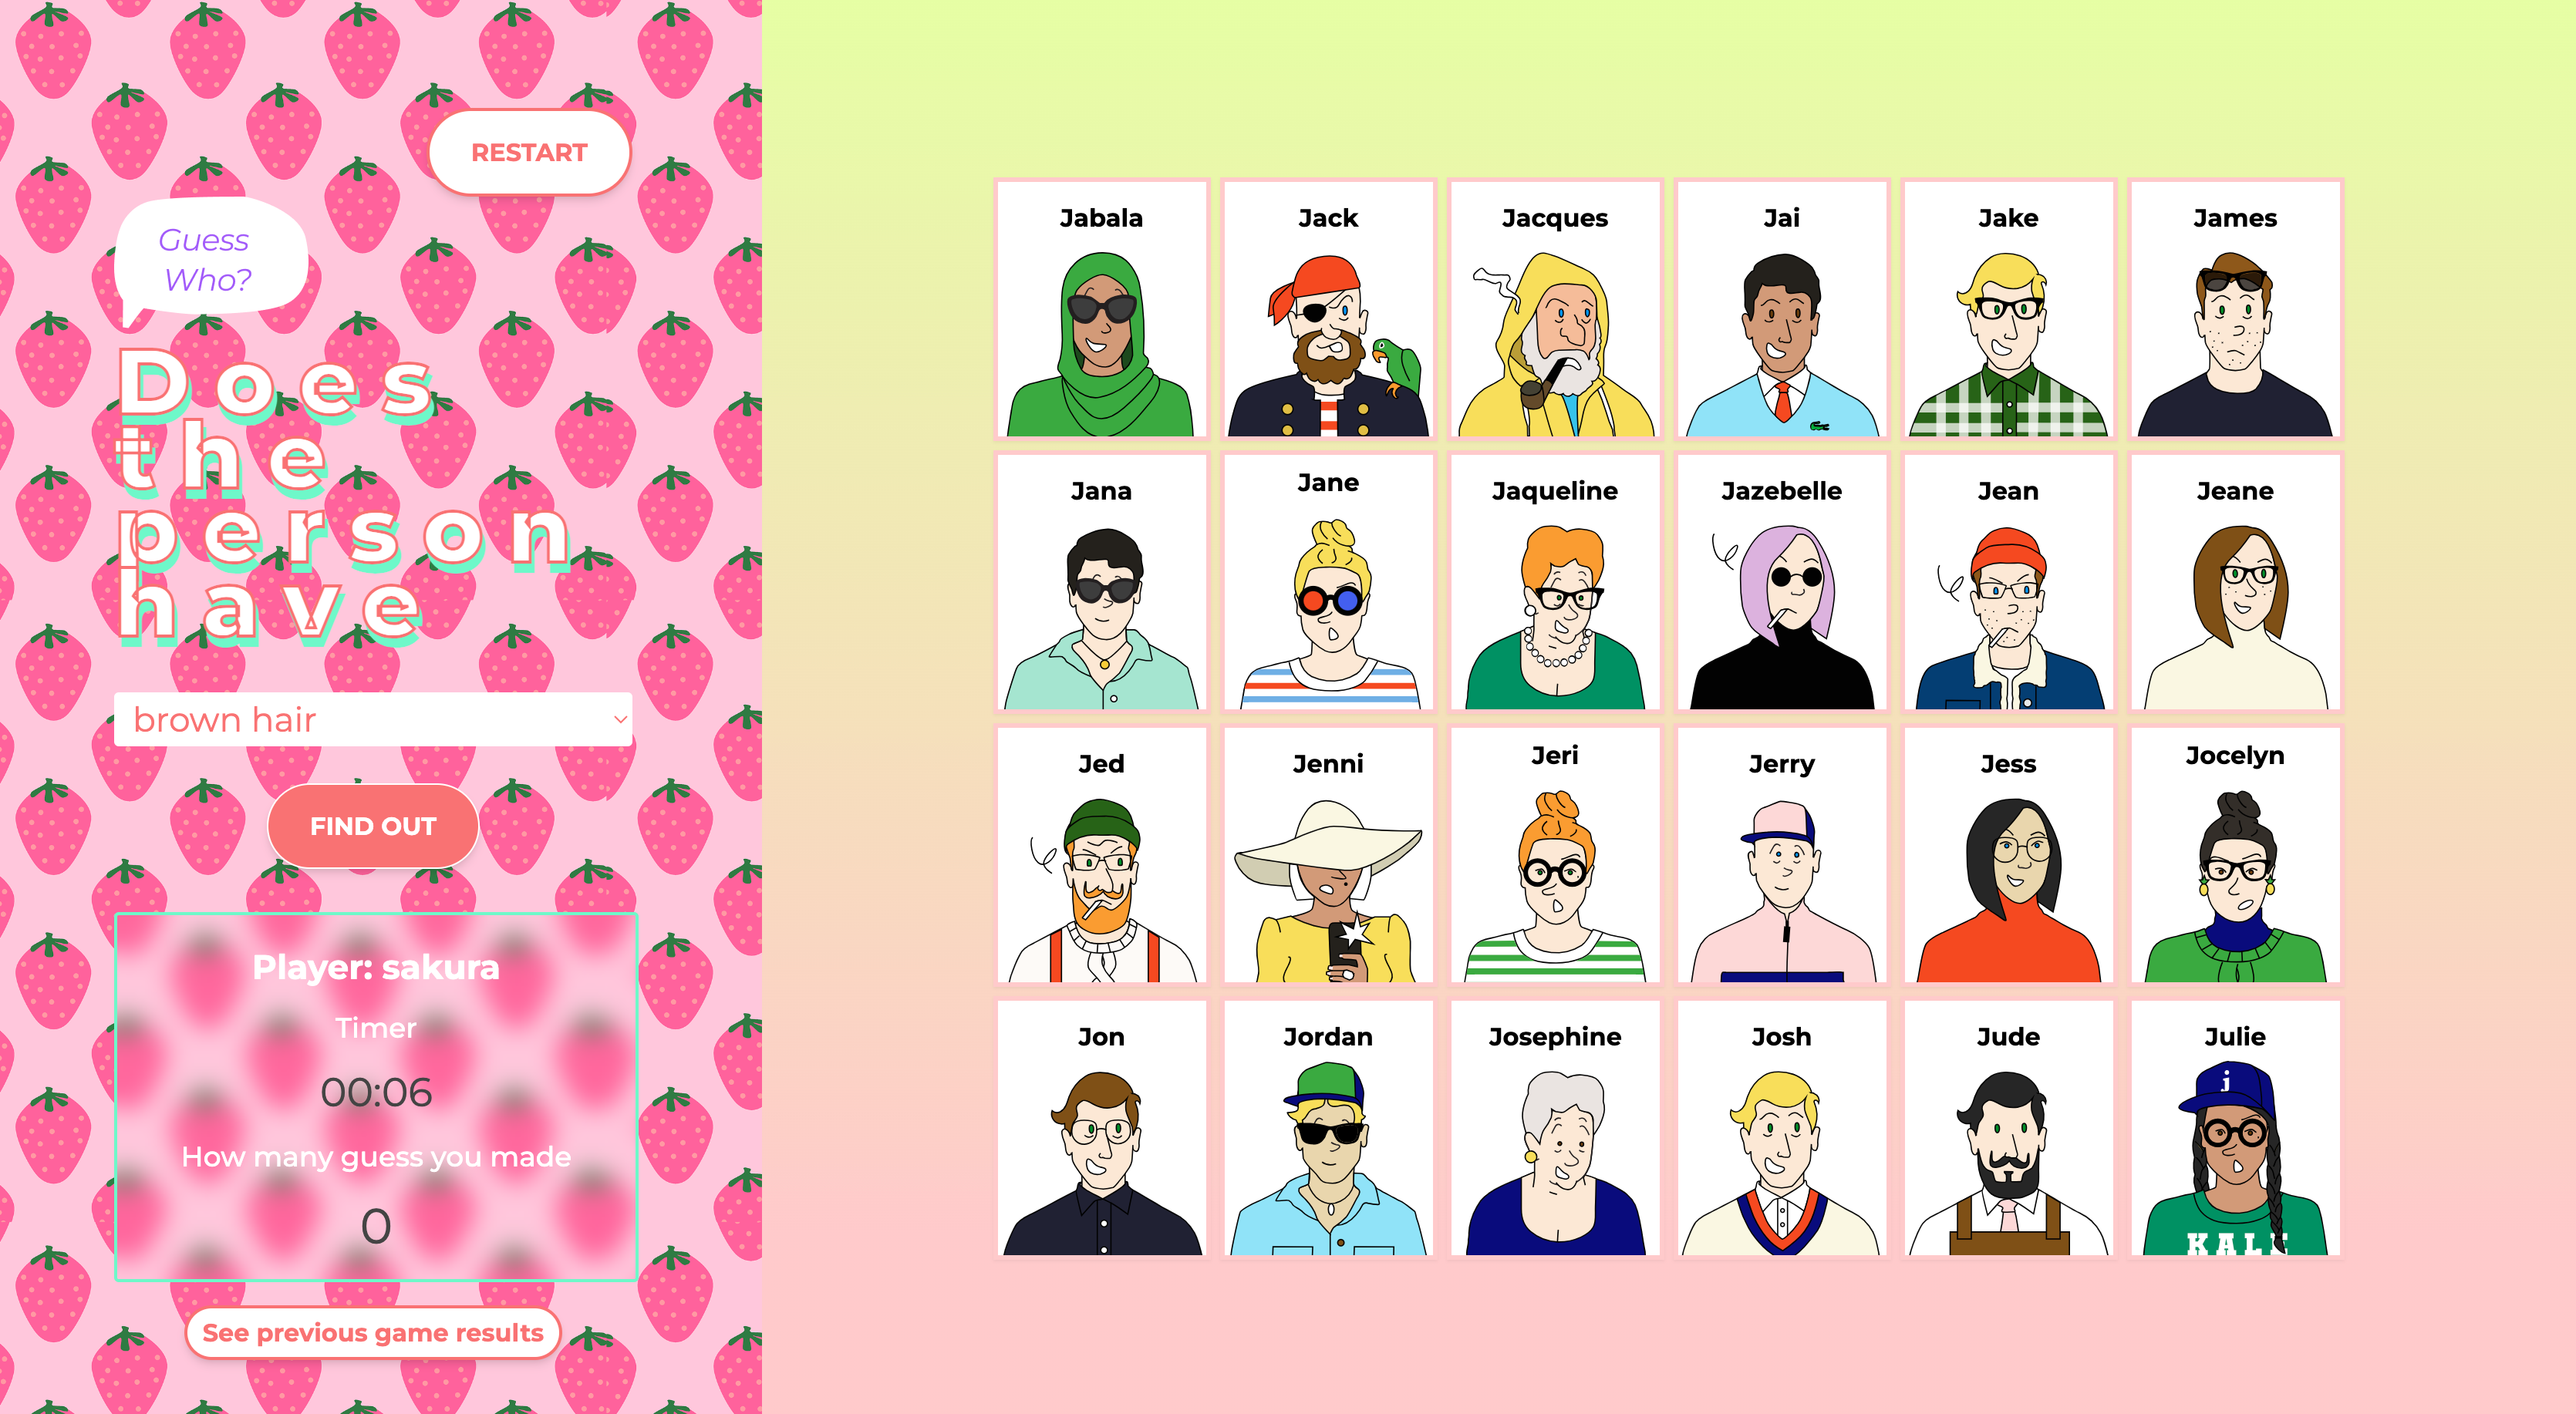 RESTART
Guess
Who?
Does
the
person
have
brown hair
FIND OUT
Player: sakura
Timer
00:06
How many guess you made
0
See previous game results
Jabala
Jack
Jacques
Jai
Jake
James
Jana
Jane
Jaqueline
Jazebelle
Jean
Jeane
Jed
Jenni
Jeri
Jerry
Jess
Jocelyn
Jon
Jordan
Josephine
Josh
Jude
Julie
j
KALE